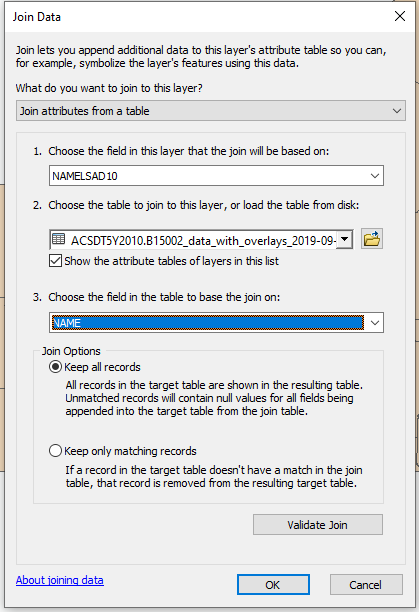 Join Data
Join lets you append additional data to this layer's attribute table so you can,
for example, symbolize the layer's features using this data.
What do you want to join to this layer?
Join attributes from a table
1. Choose the field in this layer that the join will be based on:
NAMELSAD10
2. Choose the table to join to this layer, or load the table from disk:
ACSDT5Y2010.B15002_data_with_overlays_2019-09-
Show the attribute tables of layers in this list
3. Choose the field in the table to base the join on:
NAME
Join Options
Keep all records
All records in the target table are shown in the resulting table.
Unmatched records will contain null values for all fields being
appended into the target table from the join table.
Keep only matching records
If a record in the target table doesn't have a match in the join
table, that record is removed from the resulting target table.
Validate Join
About joining data
OK
Cancel